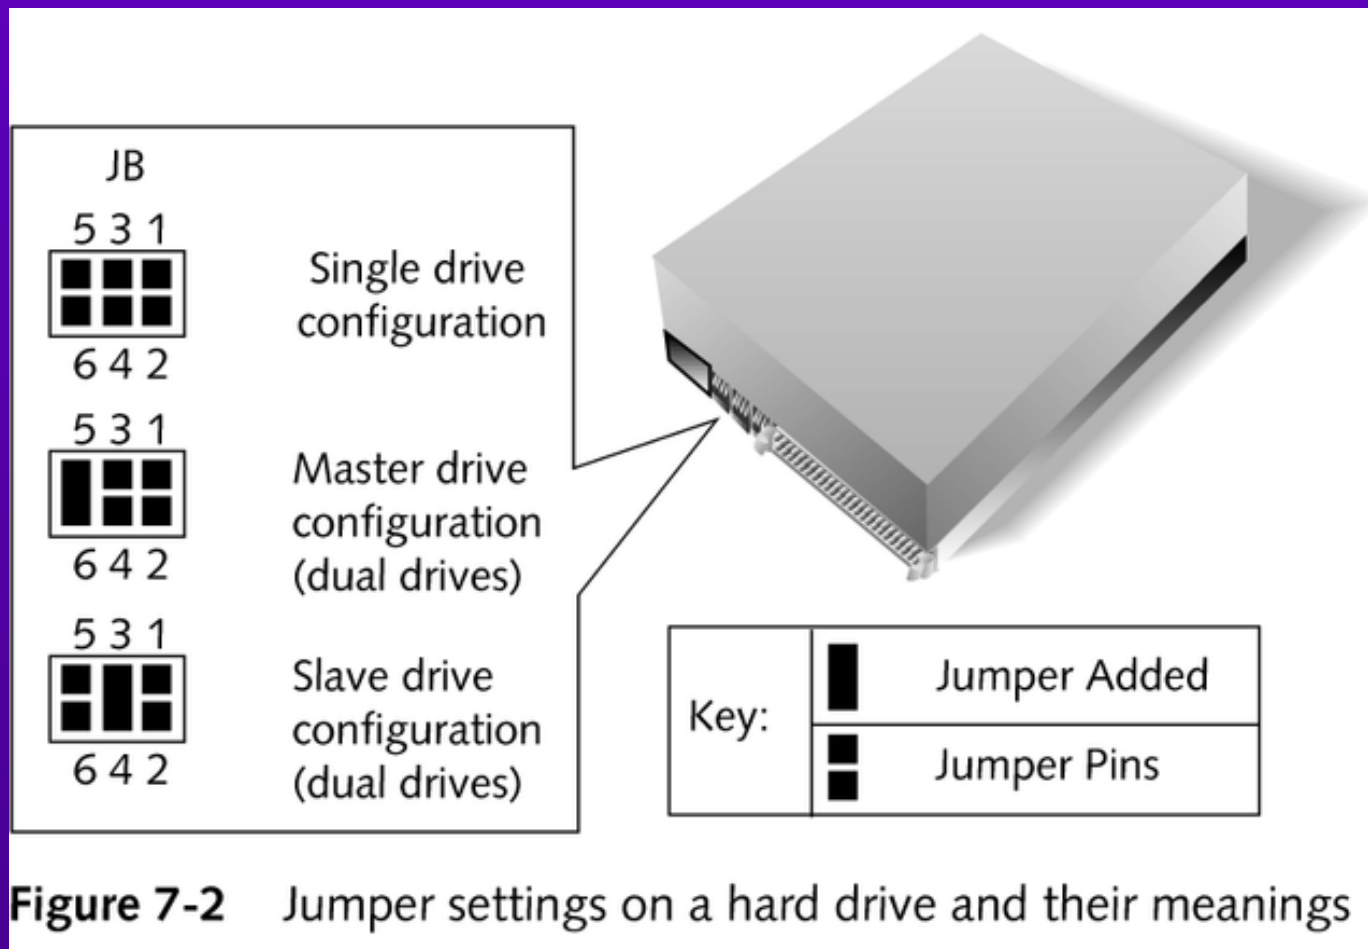 JB
5 3 1
6 4 2
Single drive
configuration
5 3 1
6 4 2
Master drive
configuration
(dual drives)
5 3 1
6 4 2
Slave drive
configuration
(dual drives)
Key:
Jumper Added
Jumper Pins
Figure 7-2 Jumper settings on a hard drive and their meanings